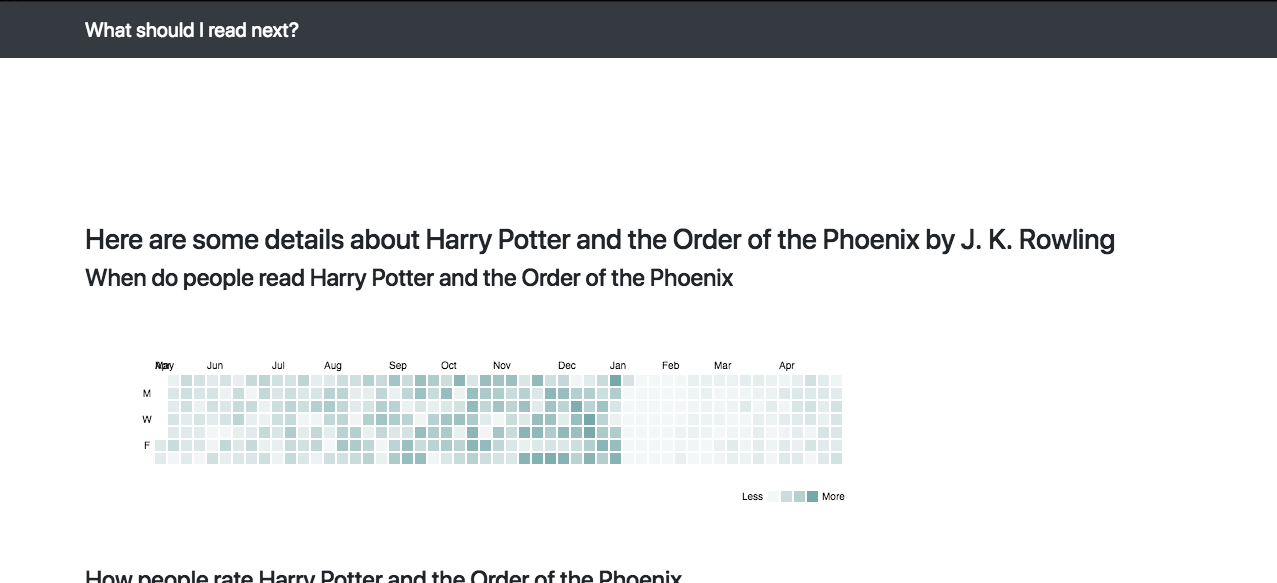 What should I read next?
Here are some details about Harry Potter and the Order of the Phoenix by J. K. Rowling
When do people read Harry Potter and the Order of the Phoenix
May Jun Jul Aug Sep Oct Nov Dec Jan Feb Mar Apr
M
W
F
Less More
How people rate Harry Potter and the Order of the Phoenix